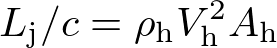 L_j/c = ρ_h V_h^2 A_h